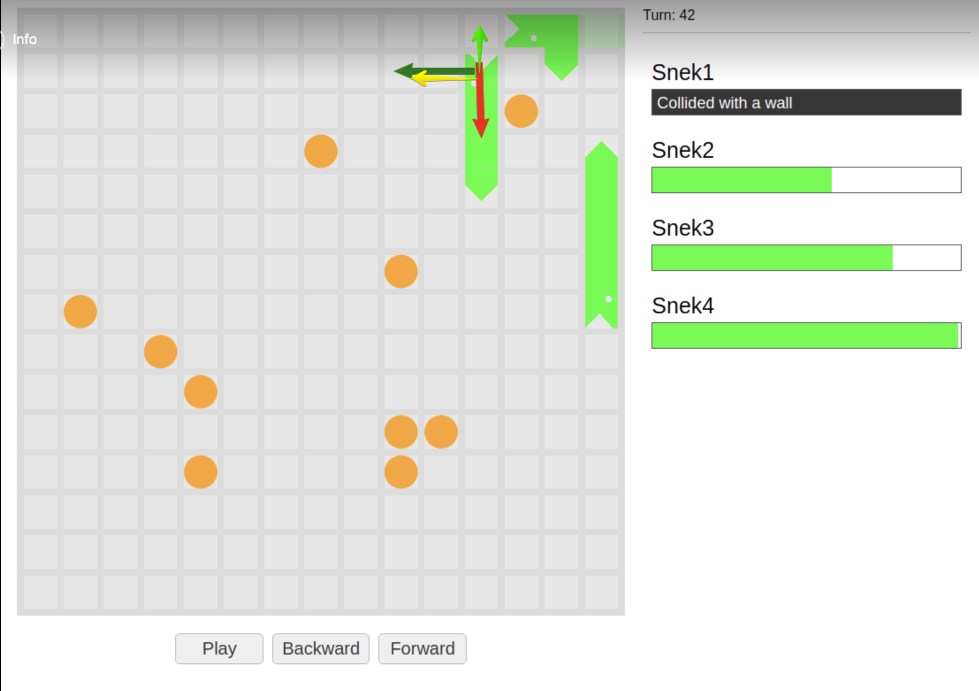 ) Info
Turn: 42
Snek1
Collided with a wall
Snek2
Snek3
Snek4
Play
Backward
Forward